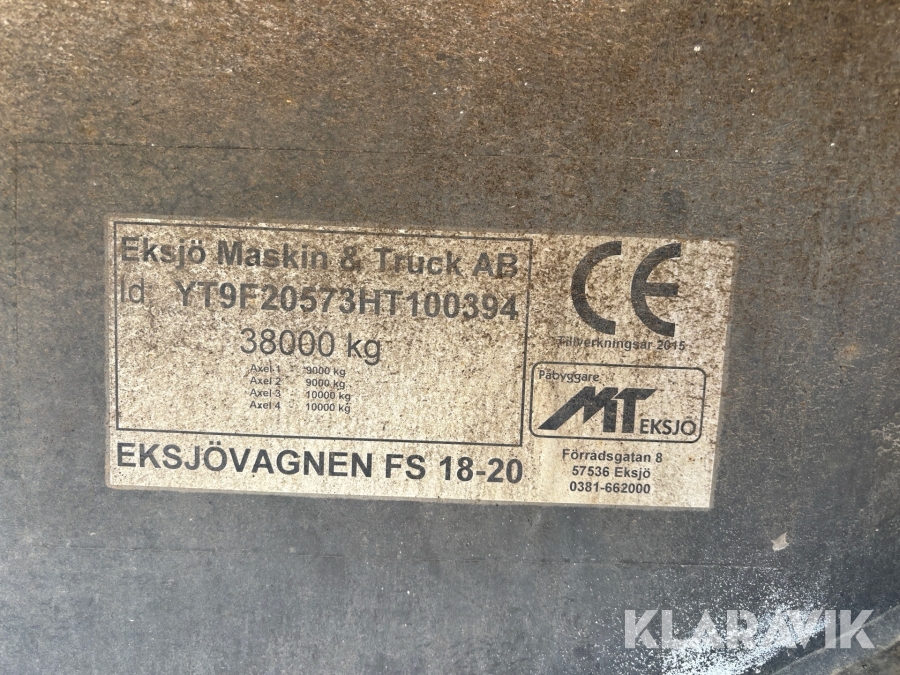 Eksjö Maskin & Truck AB
Id YT9F20573HT100394
38000 kg
Axel 1 - 9000 kg
Axel 2 - 9000 kg
Axel 3 - 10000 kg
Axel 4 - 10000 kg
EKSJÖVAGNEN FS 18-20
CE
Tillverkningsår 2015
Påbyggare
MT EKSJÖ
Förrådsgatan 8
57536 Eksjö
0381-662000
KLARAVIK